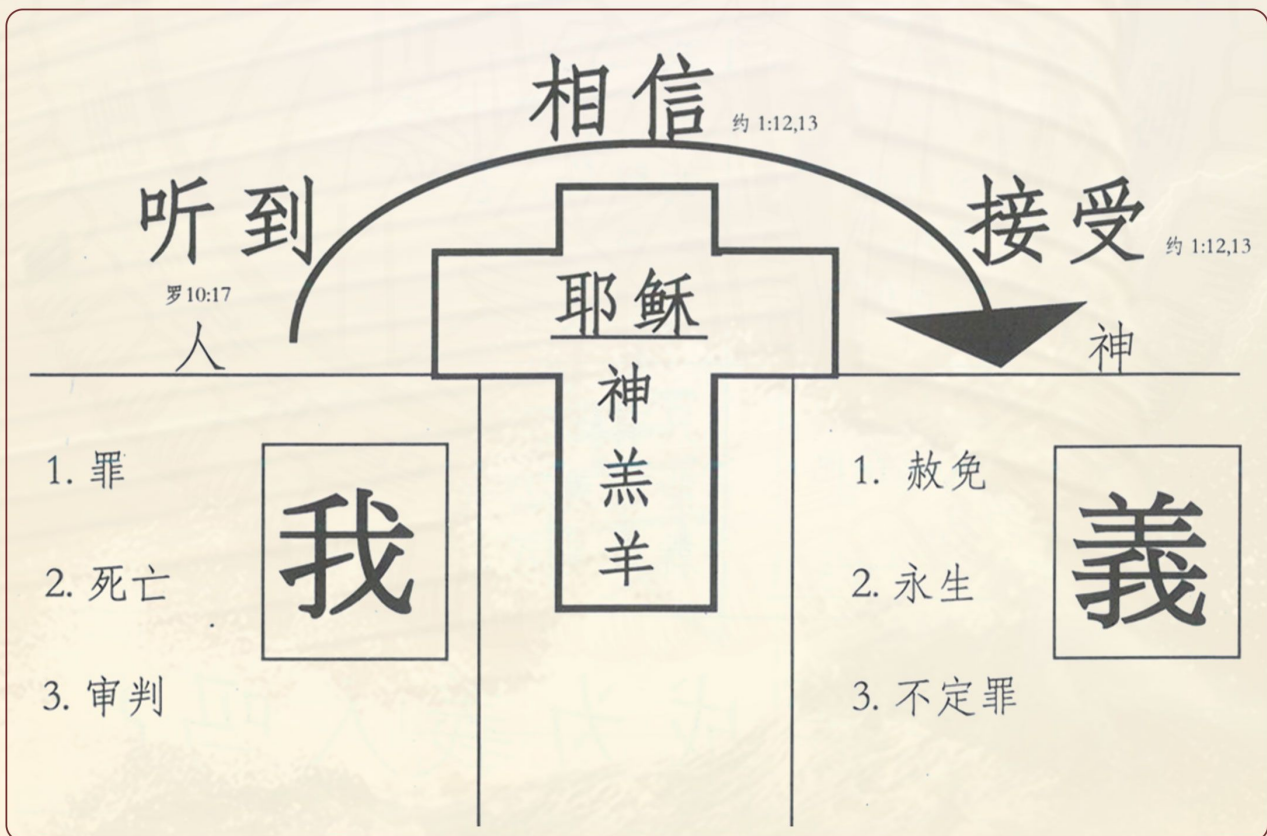 相信 约 1:12,13
听到
罗10:17
接受 约 1:12,13
人
神
耶稣
神
羔
羊
1. 罪
2. 死亡
3. 审判
我
1. 赦免
2. 永生
3. 不定罪
義